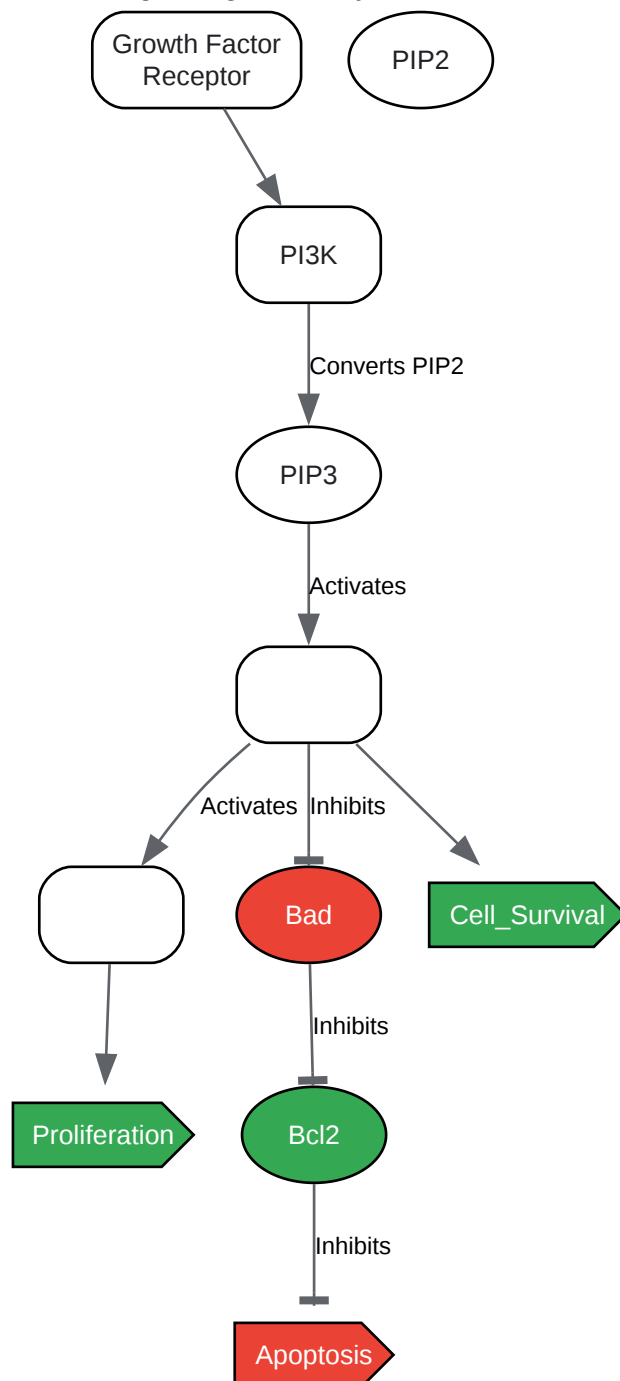 Growth Factor
Receptor
PIP2
PI3K
Converts PIP2
PIP3
Activates
Activates
Inhibits
Bad
Cell_Survival
Inhibits
Proliferation
Bcl2
Inhibits
Apoptosis